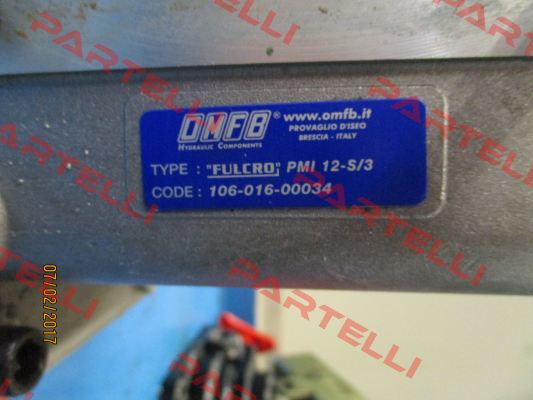 OMFB® www.omfb.it
HYDRAULIC COMPONENTS PROVAGLIO D'ISEO
BRESCIA - ITALY
TYPE : "FULCRO" PMI 12-S/3
CODE : 106-016-00034
07/02/2017
PARTELLI
PARTELLI
PARTELLI
PARTELLI
PARTELLI
PARTELLI